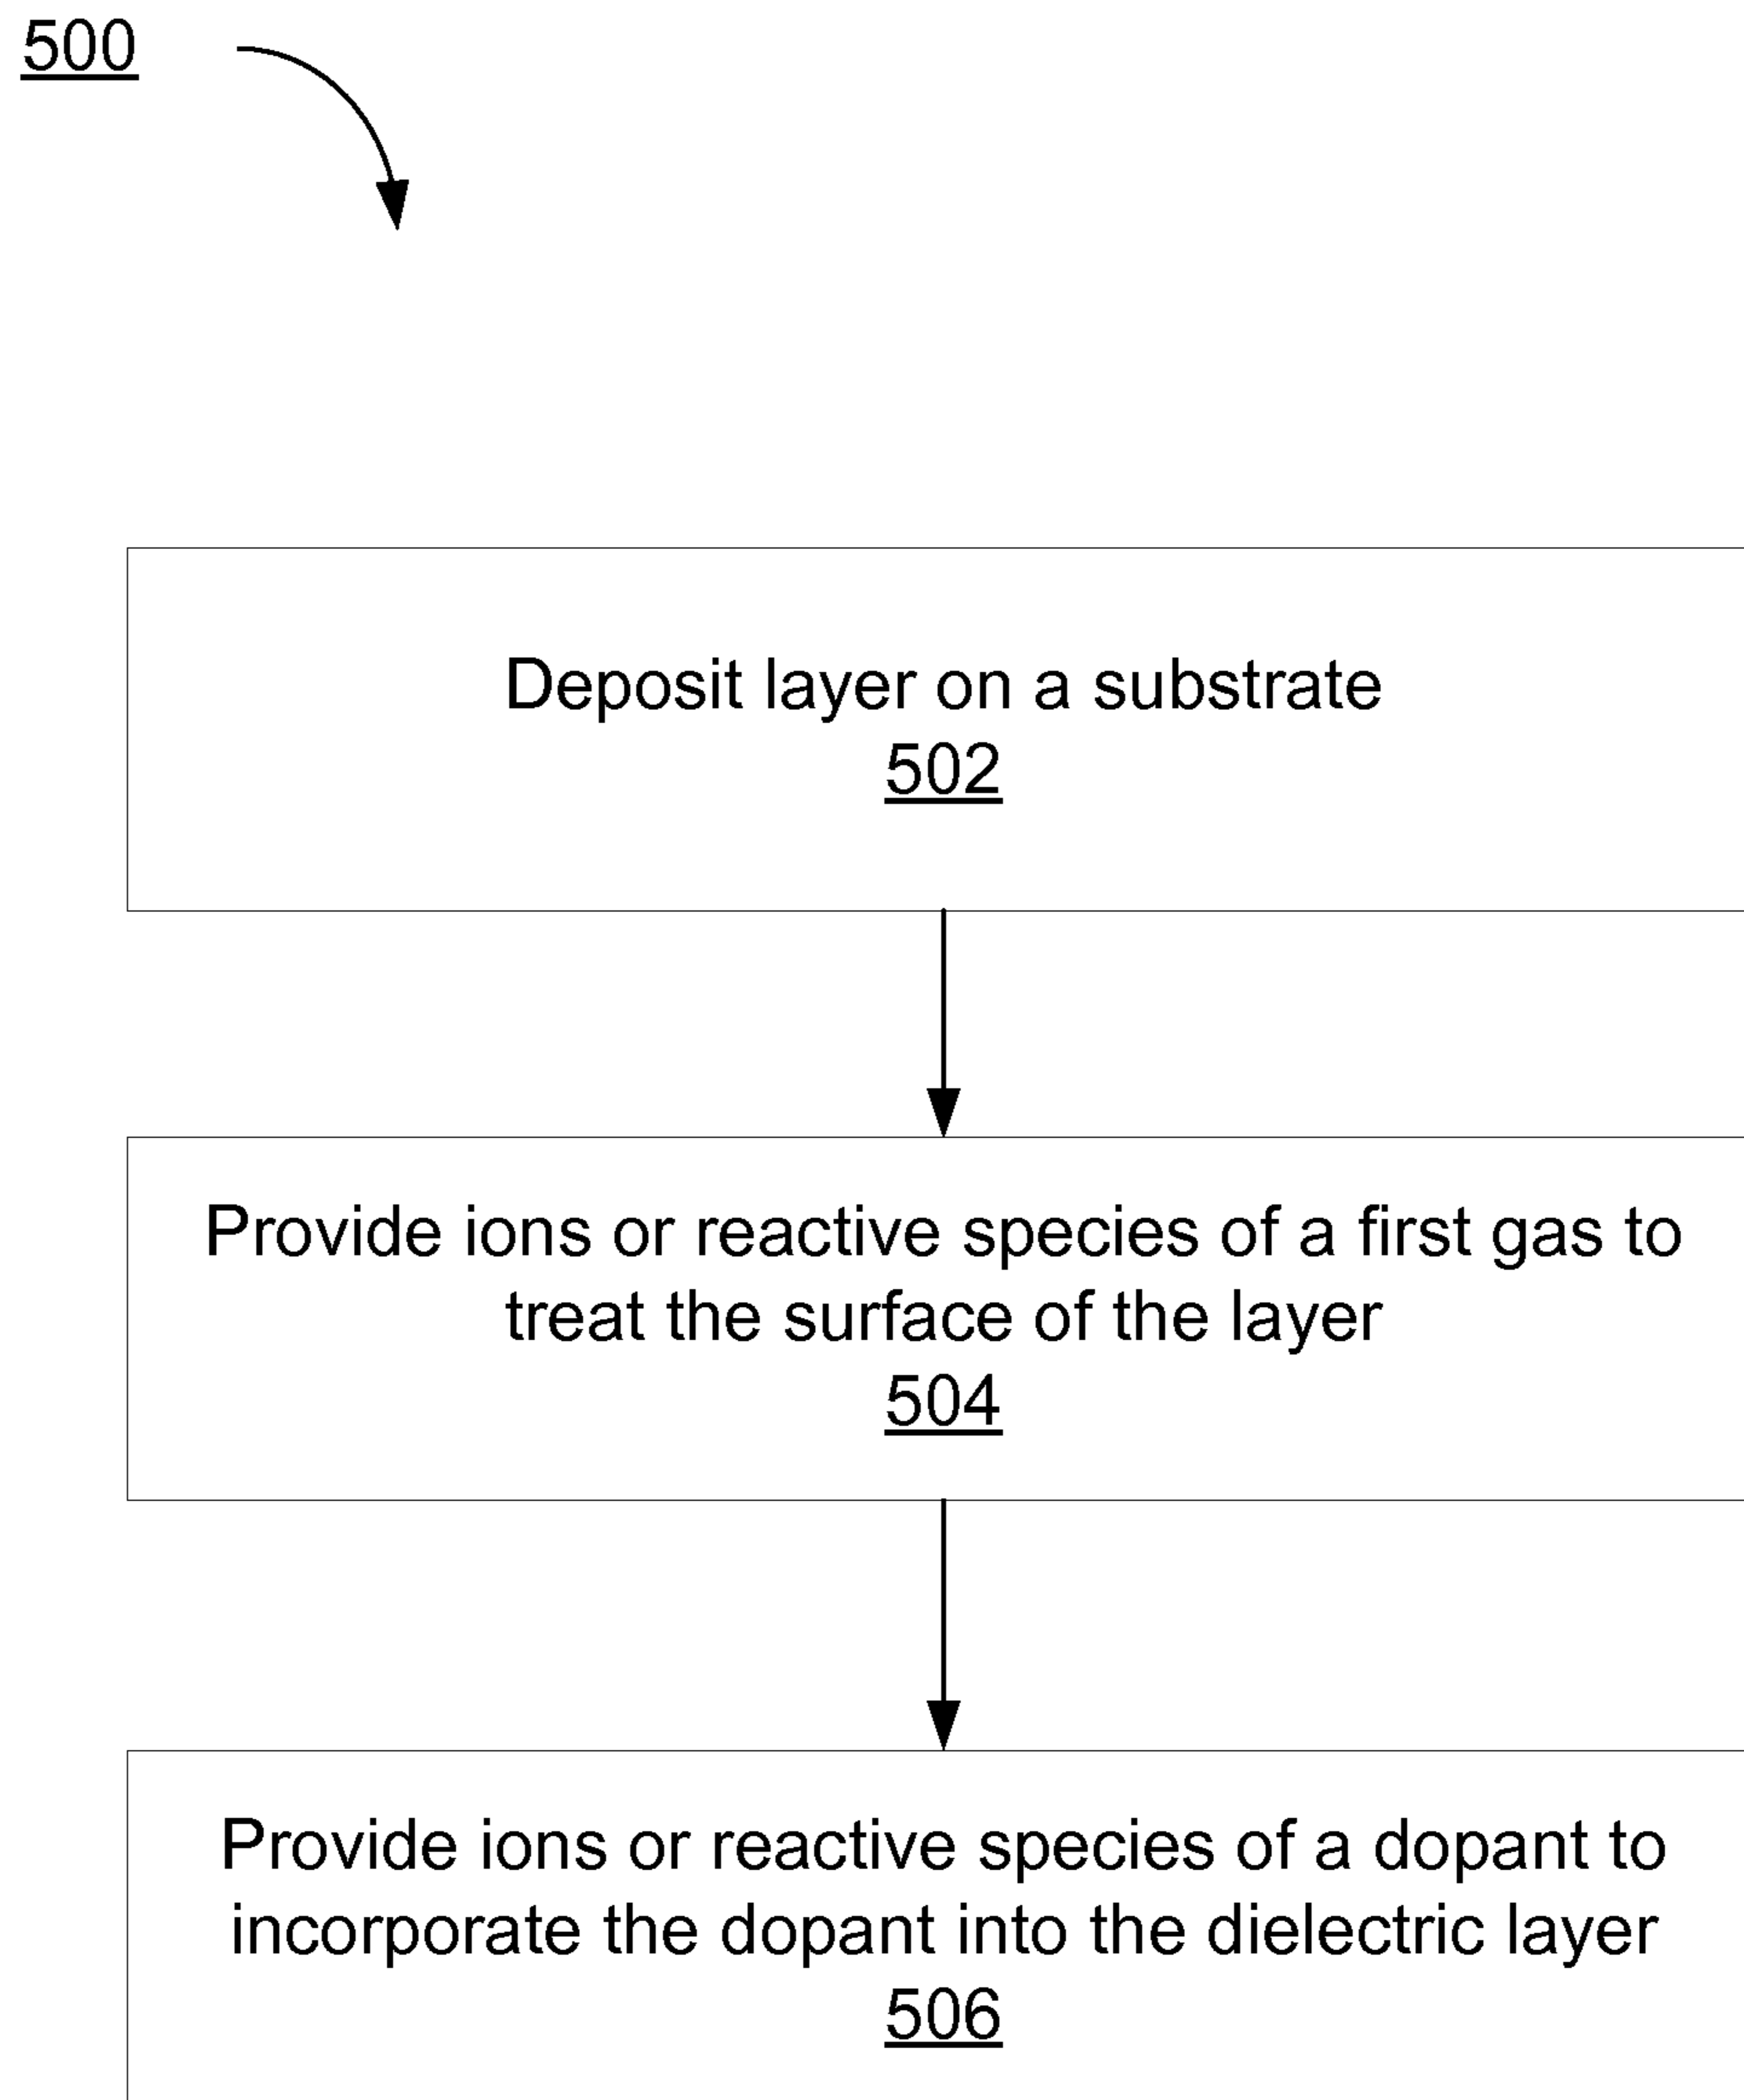 500
Deposit layer on a substrate
502
Provide ions or reactive species of a first gas to
treat the surface of the layer
504
Provide ions or reactive species of a dopant to
incorporate the dopant into the dielectric layer
506